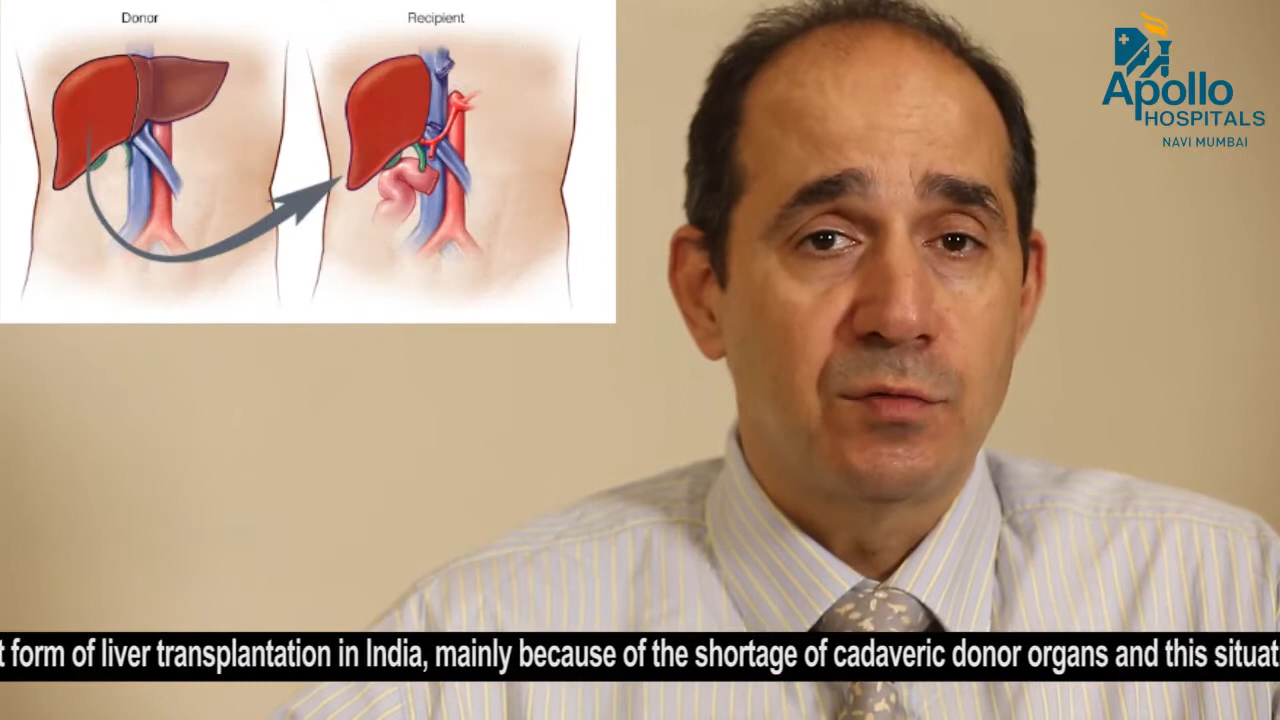 Donor
Recipient
Apollo
HOSPITALS
NAVI MUMBAI
t form of liver transplantation in India, mainly because of the shortage of cadaveric donor organs and this situat